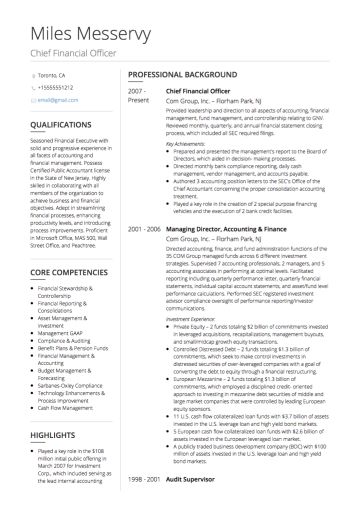 Miles Messervy
Chief Financial Officer
Toronto, CA
+15555551212
email@gmail.com
QUALIFICATIONS
Seasoned Financial Executive with
solid and progressive experience in
all facets of accounting and
financial management. Possess
Certified Public Accountant license
in the State of New Jersey. Highly
skilled in collaborating with all
members of the organization to
achieve business and financial
objectives. Adept in streamlining
financial processes, enhancing
productivity levels, and introducing
process improvements. Proficient
in Microsoft Office, MAS 500, Wall
Street Office, and Peachtree.
CORE COMPETENCIES
Financial Stewardship &
Controllership
Financial Reporting &
Consolidations
Asset Management &
Investment
Management GAAP
Compliance & Auditing
Benefit Plans & Pension Funds
Financial Management &
Accounting
Budget Management &
Forecasting
Sarbanes-Oxley Compliance
Technology Enhancements &
Process Improvement
Cash Flow Management
HIGHLIGHTS
Played a key role in the $108
million initial public offering in
March 2007 for Investment
Corp., which included serving as
the lead internal accounting
PROFESSIONAL BACKGROUND
2007 - Present
Chief Financial Officer
Com Group, Inc. – Florham Park, NJ
Provided leadership and direction to all aspects of accounting, financial
management, fund management, and controllership relating to GNV.
Reviewed monthly, quarterly, and annual financial statement closing
process, which included all SEC required filings.
Key Achievements:
Prepared and presented the management's report to the Board of
Directors, which aided in decision- making processes.
Directed monthly bank compliance reporting, daily cash
management, vendor management, and accounts payable.
Authored 3 accounting position letters to the SEC's Office of the
Chief Accountant concerning the proper consolidation accounting
treatment.
Played a key role in the creation of 2 special purpose financing
vehicles and the execution of 2 bank credit facilities.
2001 - 2006
Managing Director, Accounting & Finance
Com Group, Inc. – Florham Park, NJ
Directed accounting, finance, and fund administration functions of the
35 COM Group managed funds across 6 different investment
strategies. Supervised 7 accounting professionals, 2 managers, and 5
accounting associates in performing at optimal levels. Facilitated
reporting including quarterly performance letter, quarterly financial
statements, individual capital account statements, and asset/fund level
performance calculations. Performed SEC registered investment
advisor compliance oversight of performance reporting/investor
communications
Investment Experience:
Private Equity – 2 funds totaling $2 billion of commitments invested
in leveraged acquisitions, recapitalizations, management buyouts,
and small/midcap growth equity transactions.
Controlled Distressed Debt – 2 funds totaling $1.3 billion of
commitments, which seek to make control investments in
distressed securities of over-leveraged companies with a goal of
converting the debt to equity through a financial restructuring.
European Mezzanine – 2 funds totaling $1.3 billion of
commitments, which employed a disciplined credit- oriented
approach to investing in mezzanine debt securities of middle and
large market companies that were controlled by leading European
equity sponsors.
11 U.S. cash flow collateralized loan funds with $3.7 billion of assets
invested in the U.S. leverage loan and high yield bond markets.
5 European cash flow collateralized loan funds with $2.6 billion of
assets invested in the European leveraged loan market.
A publicly traded business development company(BDC) with $100
million of assets invested in the U.S. leverage loan and high yield
bond markets.
1998 - 2001
Audit Supervisor